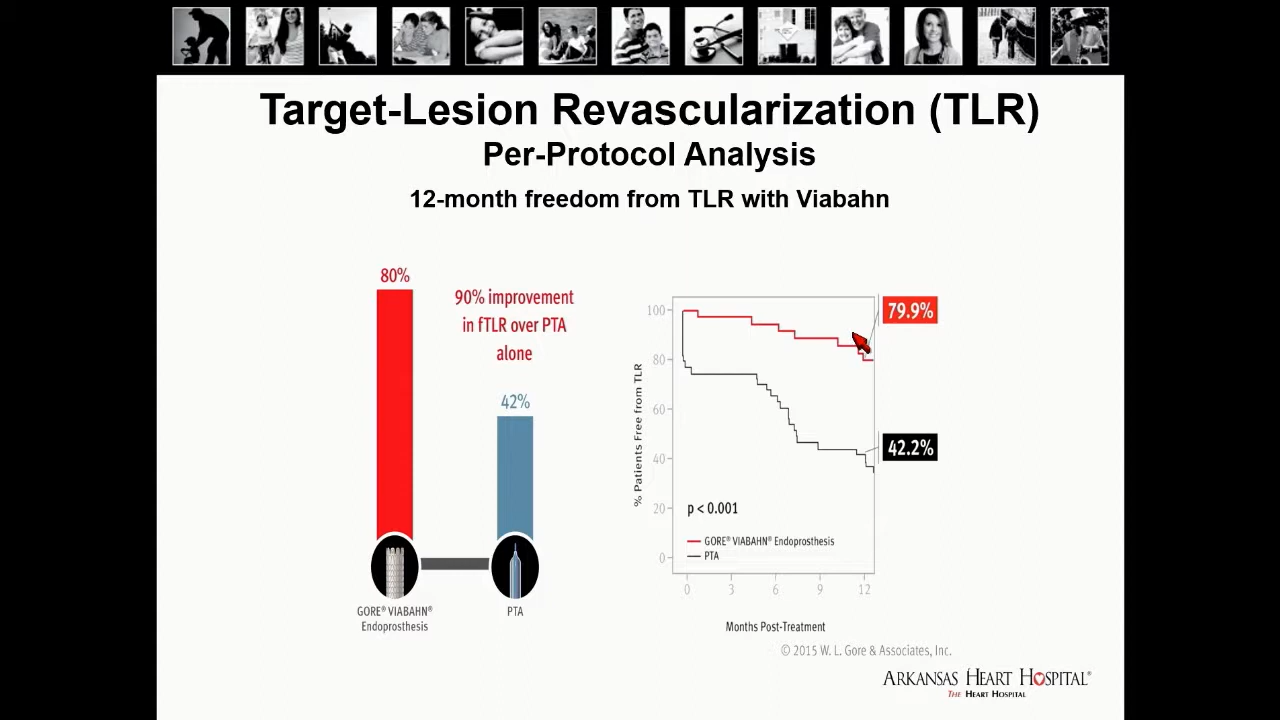 Target-Lesion Revascularization (TLR)
Per-Protocol Analysis
12-month freedom from TLR with Viabahn
80%
90% improvement
in fTLR over PTA
alone
42%
GORE® VIABAHN®
Endoprosthesis
PTA
% Patients Free from TLR
100
80
60
40
20
0
79.9%
42.2%
p < 0.001
GORE® VIABAHN® Endoprosthesis
PTA
0 3 6 9 12
Months Post-Treatment
© 2015 W. L. Gore & Associates, Inc.
ARKANSAS HEART HOSPITAL®
THE HEART HOSPITAL